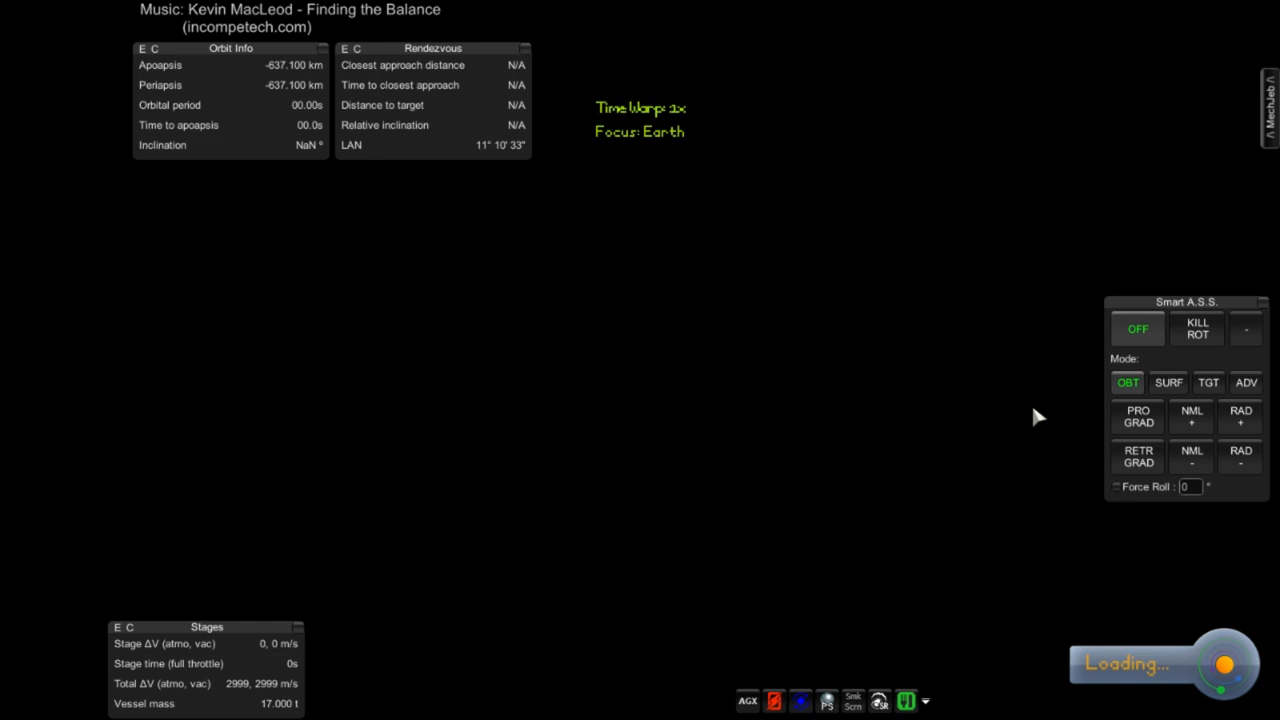 Music: Kevin MacLeod - Finding the Balance
(incompetech.com)
E C Orbit Info
Apoapsis -637.100 km
Periapsis -637.100 km
Orbital period 00.00s
Time to apoapsis 00.0s
Inclination NaN °
E C Rendezvous
Closest approach distance N/A
Time to closest approach N/A
Distance to target N/A
Relative inclination N/A
LAN 11° 10' 33"
Time Warp: 1x
Focus: Earth
/\ MechJeb /\
Smart A.S.S.
OFF KILL ROT -
Mode:
OBT SURF TGT ADV
PRO GRAD NML + RAD +
RETR GRAD NML - RAD -
Force Roll : 0 °
E C Stages
Stage ΔV (atmo, vac) 0, 0 m/s
Stage time (full throttle) 0s
Total ΔV (atmo, vac) 2999, 2999 m/s
Vessel mass 17.000 t
AGX PS Smk Scrn SR
Loading...